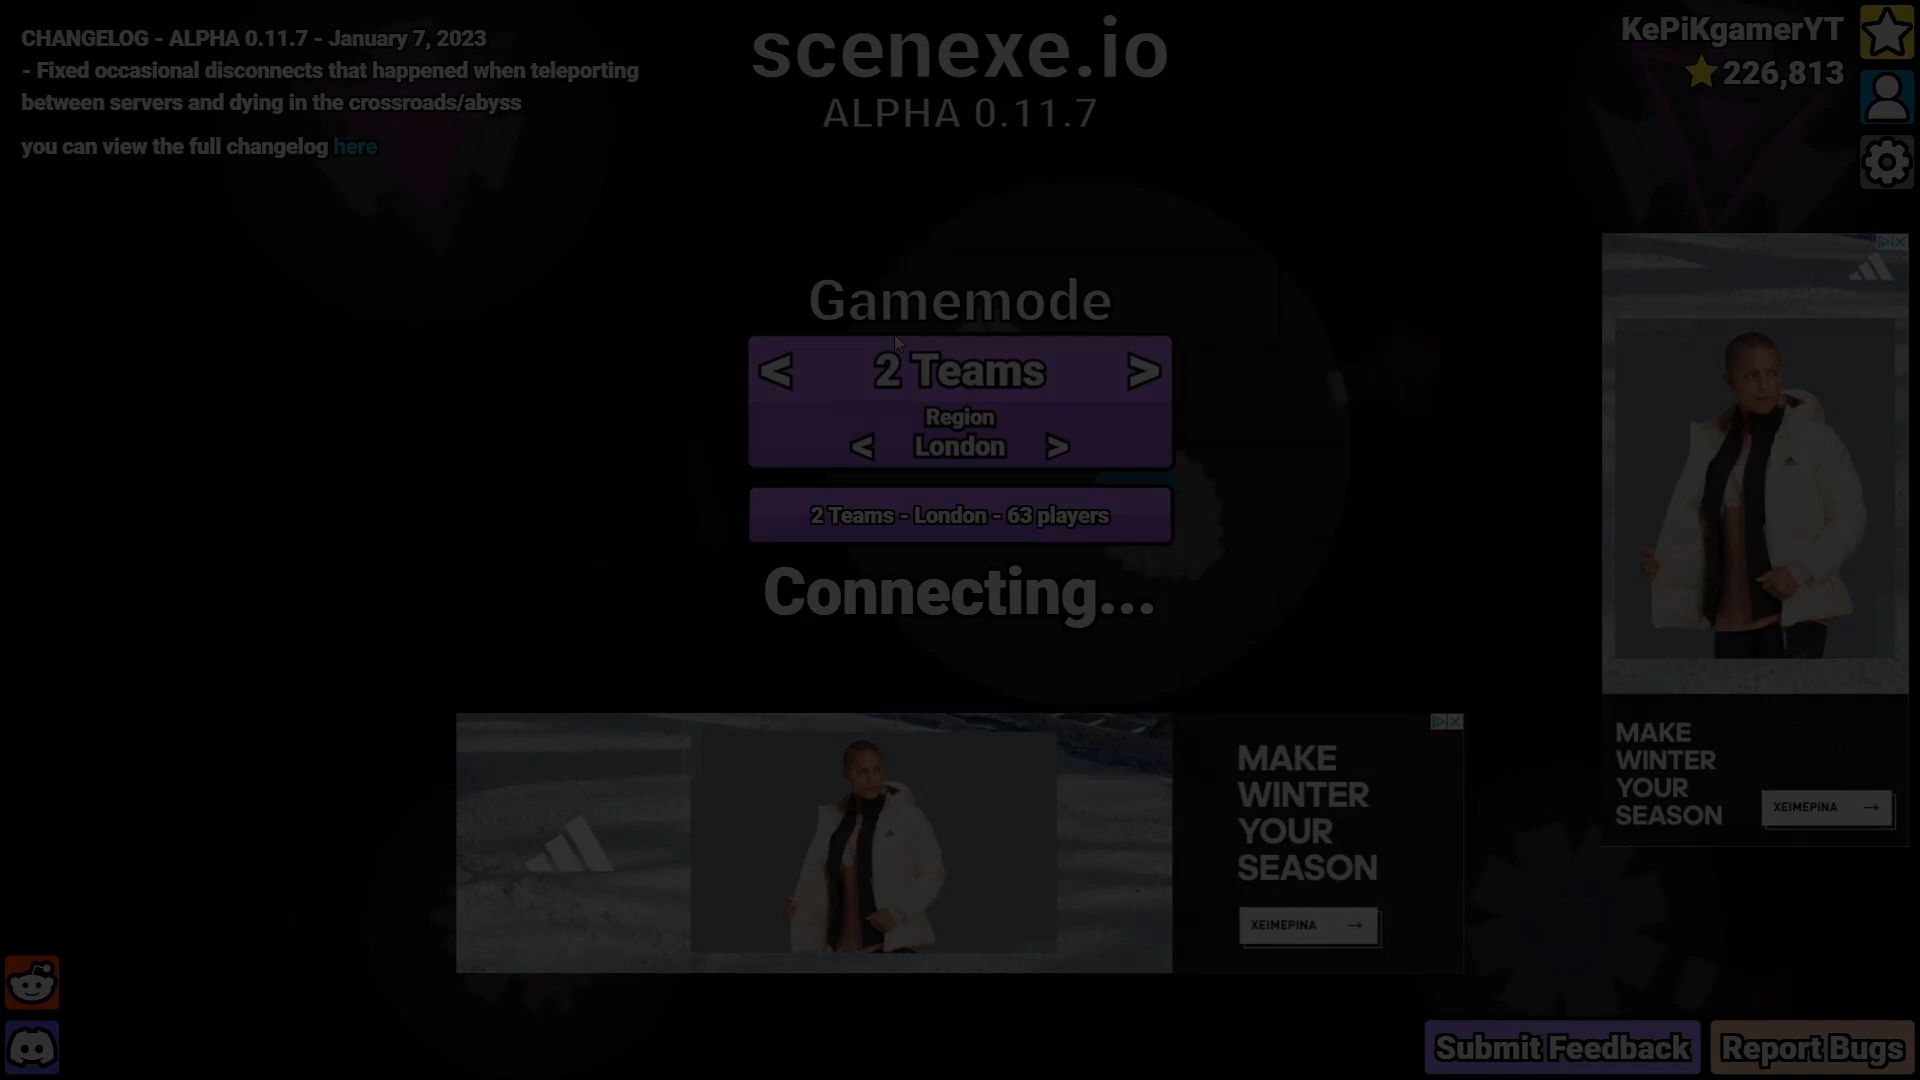 CHANGELOG - ALPHA 0.11.7 - January 7, 2023
- Fixed occasional disconnects that happened when teleporting
between servers and dying in the crossroads/abyss
you can view the full changelog here
scenexe.io
ALPHA 0.11.7
KePiKgamerYT
226,813
Gamemode
< 2 Teams >
Region
< London >
2 Teams - London - 63 players
Connecting...
MAKE
WINTER
YOUR
SEASON
ΧΕΙΜΕΡΙΝΑ →
MAKE
WINTER
YOUR
SEASON
ΧΕΙΜΕΡΙΝΑ →
Submit Feedback
Report Bugs